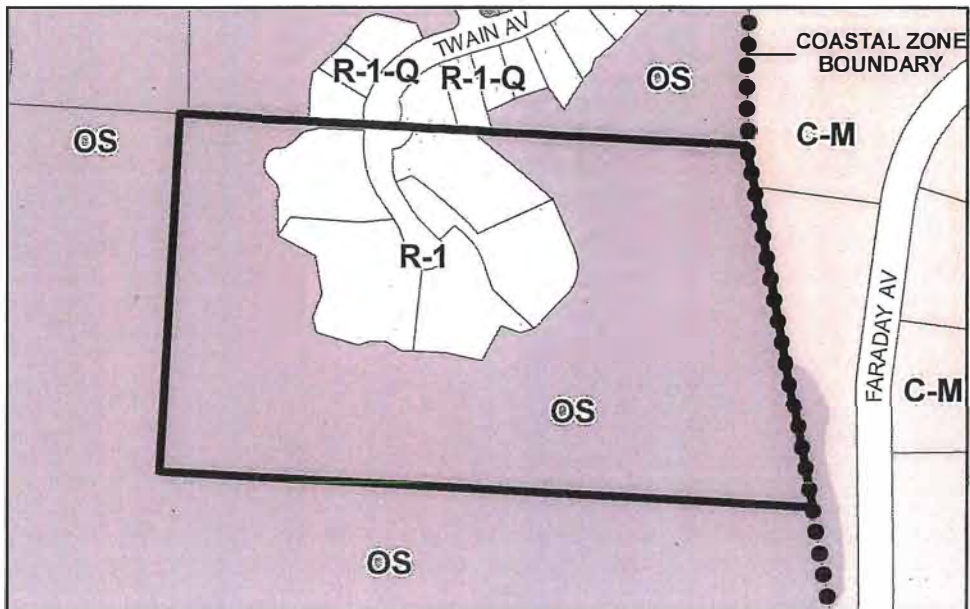 TWAIN AV
COASTAL ZONE
BOUNDARY
R-1-Q
R-1-Q
OS
C-M
OS
R-1
FARADAY AV
C-M
OS
OS